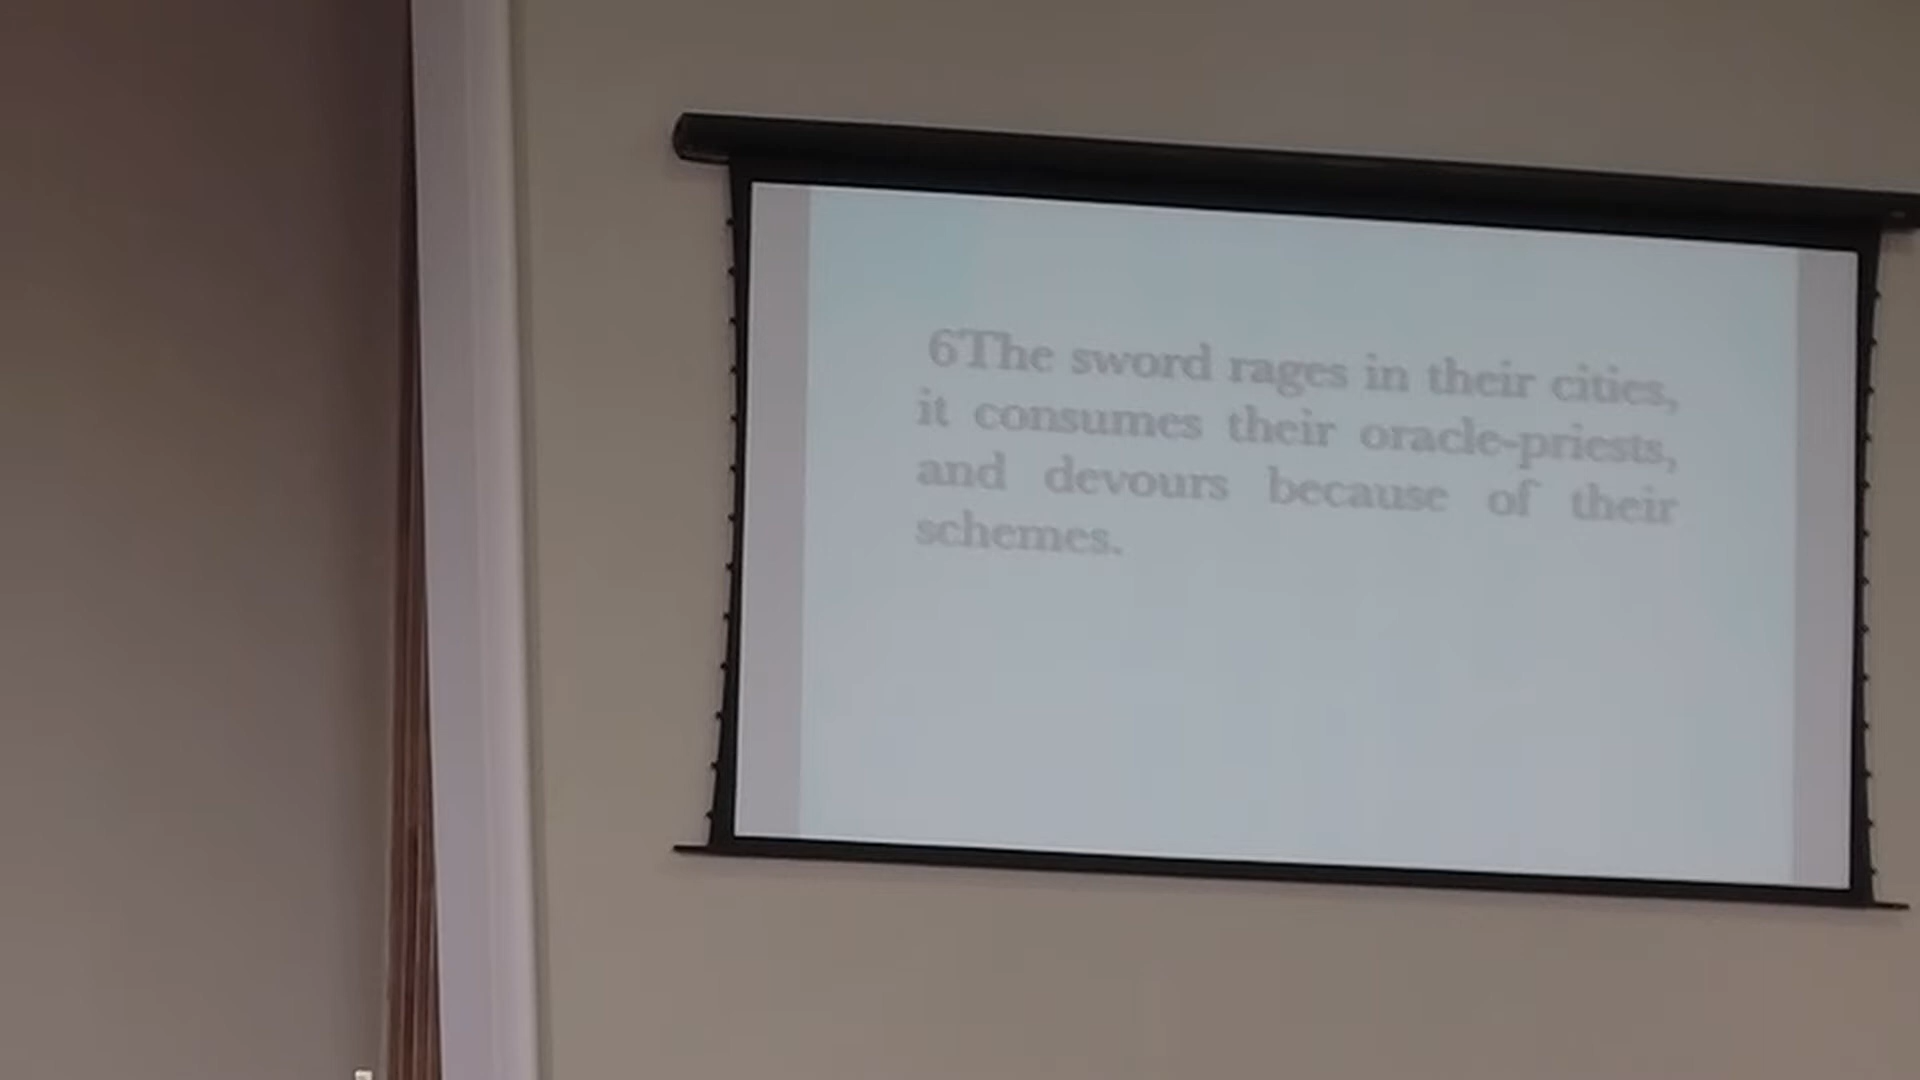 6The sword rages in their cities,
it consumes their oracle-priests,
and devours because of their
schemes.